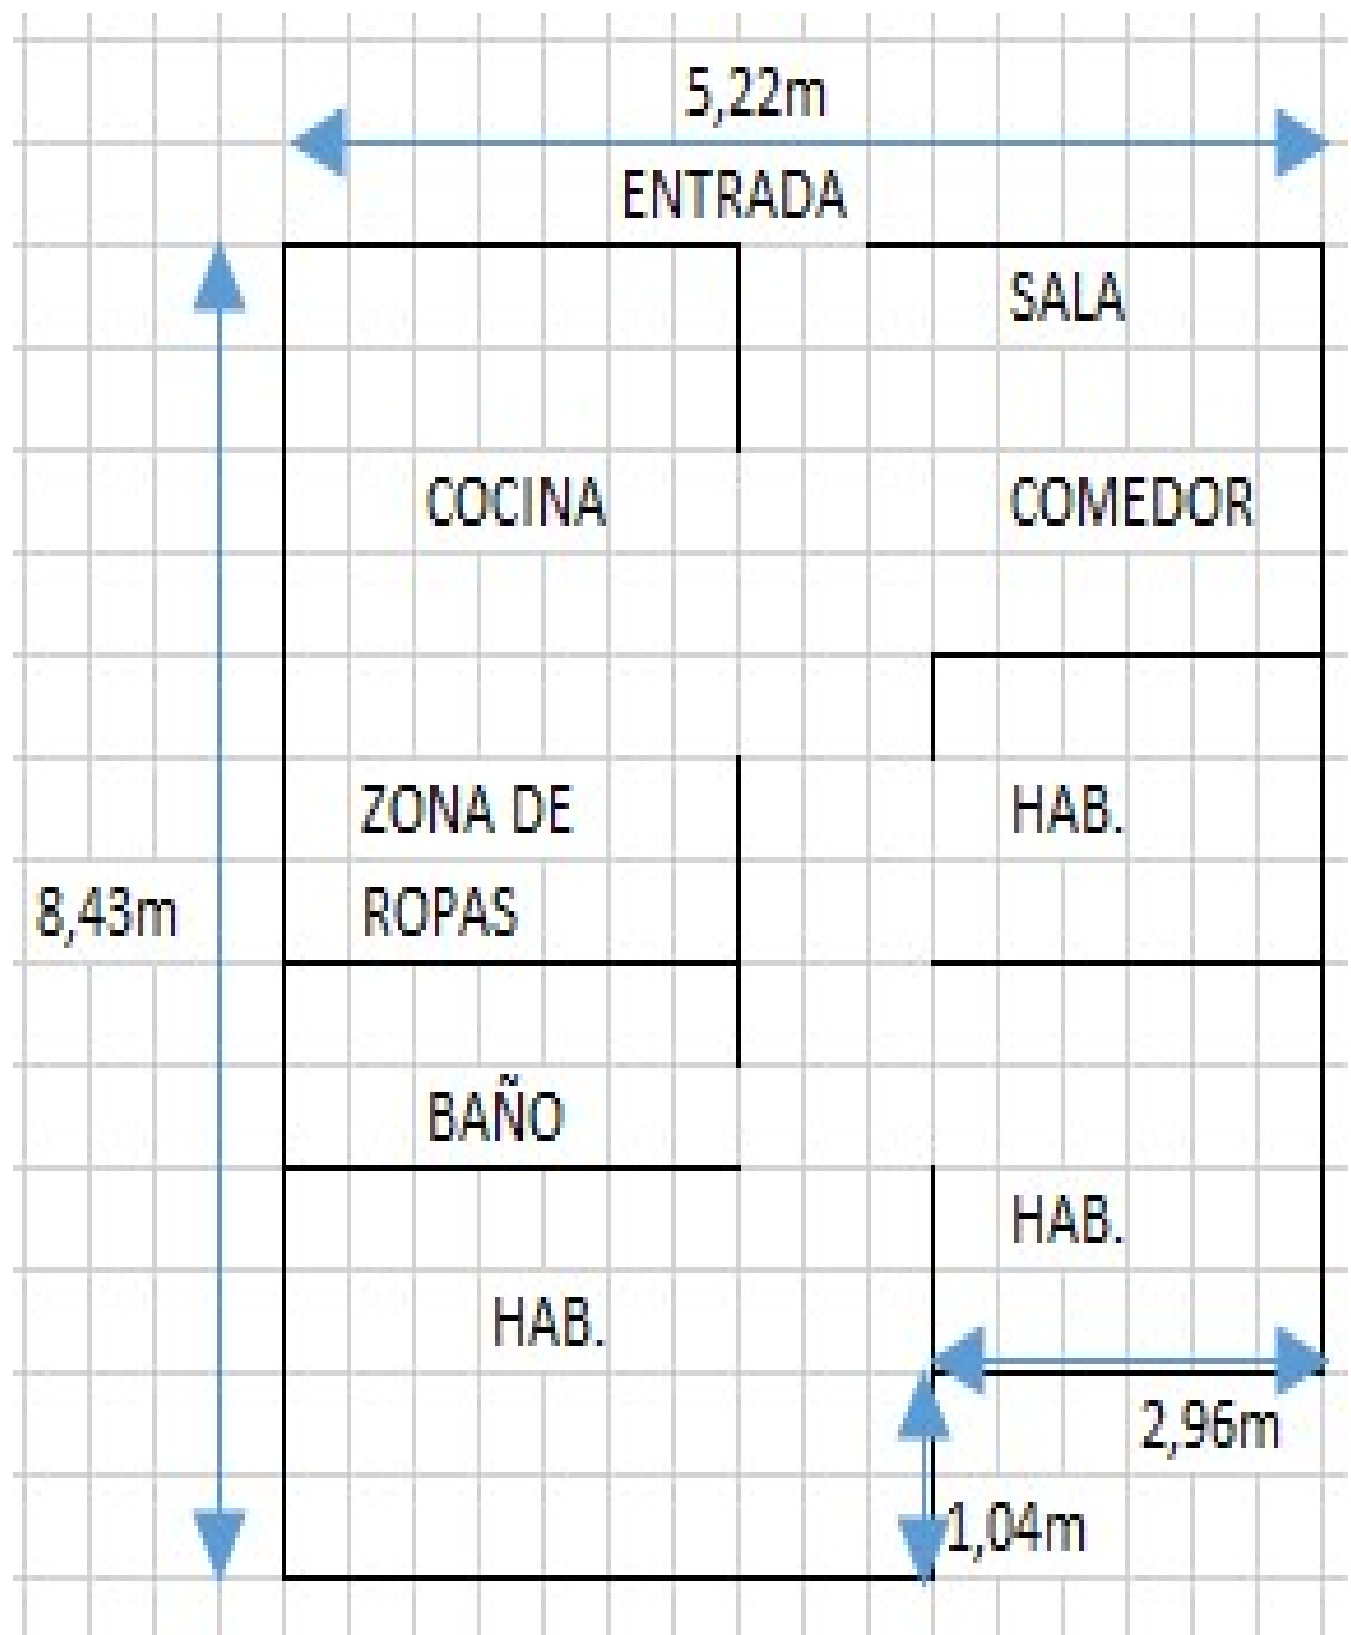 5,22m
ENTRADA
SALA
COCINA
COMEDOR
ZONA DE
ROPAS
HAB.
8,43m
BAÑO
HAB.
HAB.
2,96m
1,04m